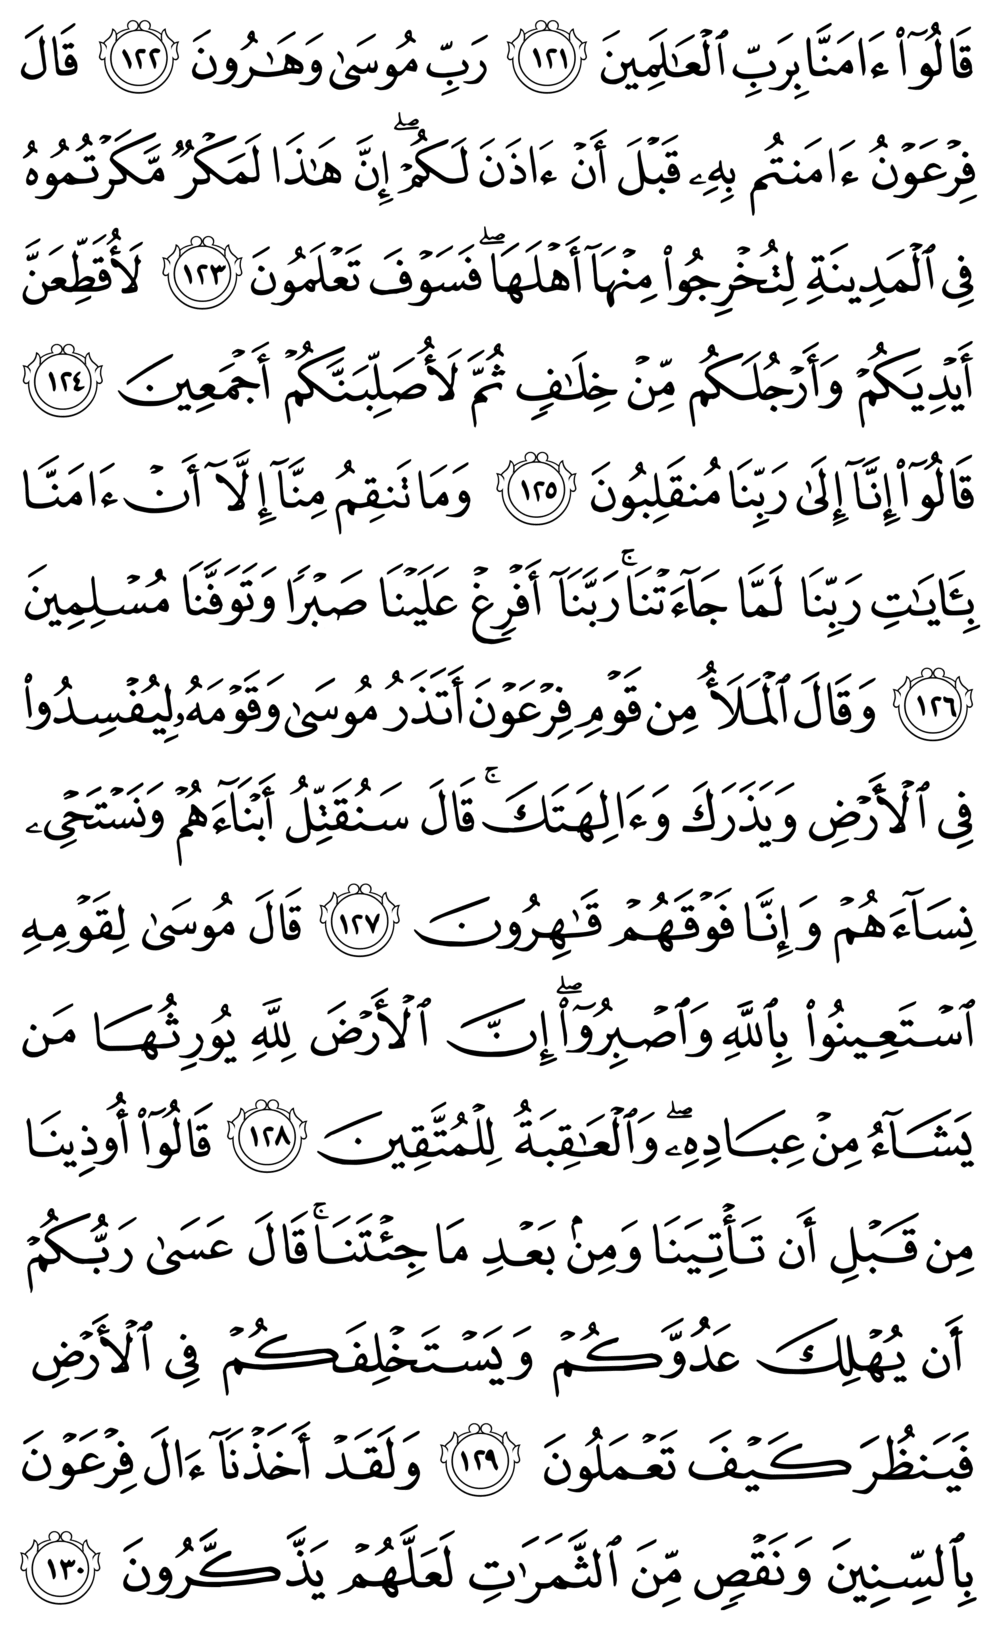 قَالُوٓا۟ ءَامَنَّا بِرَبِّ ٱلْعَـٰلَمِينَ ١٢١ رَبِّ مُوسَىٰ وَهَـٰرُونَ ١٢٢ قَالَ
فِرْعَوْنُ ءَامَنتُم بِهِۦ قَبْلَ أَنْ ءَاذَنَ لَكُمْ ۖ إِنَّ هَـٰذَا لَمَكْرٌ مَّكَرْتُمُوهُ
فِى ٱلْمَدِينَةِ لِتُخْرِجُوا۟ مِنْهَآ أَهْلَهَا ۖ فَسَوْفَ تَعْلَمُونَ ١٢٣ لَأُقَطِّعَنَّ
أَيْدِيَكُمْ وَأَرْجُلَكُم مِّنْ خِلَـٰفٍ ثُمَّ لَأُصَلِّبَنَّكُمْ أَجْمَعِينَ ١٢٤
قَالُوٓا۟ إِنَّآ إِلَىٰ رَبِّنَا مُنقَلِبُونَ ١٢٥ وَمَا تَنقِمُ مِنَّآ إِلَّآ أَنْ ءَامَنَّا
بِـَٔايَـٰتِ رَبِّنَا لَمَّا جَآءَتْنَا ۚ رَبَّنَآ أَفْرِغْ عَلَيْنَا صَبْرًا وَتَوَفَّنَا مُسْلِمِينَ
١٢٦ وَقَالَ ٱلْمَلَأُ مِن قَوْمِ فِرْعَوْنَ أَتَذَرُ مُوسَىٰ وَقَوْمَهُۥ لِيُفْسِدُوا۟
فِى ٱلْأَرْضِ وَيَذَرَكَ وَءَالِهَتَكَ ۚ قَالَ سَنُقَتِّلُ أَبْنَآءَهُمْ وَنَسْتَحْىِۦ
نِسَآءَهُمْ وَإِنَّا فَوْقَهُمْ قَـٰهِرُونَ ١٢٧ قَالَ مُوسَىٰ لِقَوْمِهِ
ٱسْتَعِينُوا۟ بِٱللَّهِ وَٱصْبِرُوٓا۟ ۖ إِنَّ ٱلْأَرْضَ لِلَّهِ يُورِثُهَا مَن
يَشَآءُ مِنْ عِبَادِهِۦ ۖ وَٱلْعَـٰقِبَةُ لِلْمُتَّقِينَ ١٢٨ قَالُوٓا۟ أُوذِينَا
مِن قَبْلِ أَن تَأْتِيَنَا وَمِنۢ بَعْدِ مَا جِئْتَنَا ۚ قَالَ عَسَىٰ رَبُّكُمْ
أَن يُهْلِكَ عَدُوَّكُمْ وَيَسْتَخْلِفَكُمْ فِى ٱلْأَرْضِ
فَيَنظُرَ كَيْفَ تَعْمَلُونَ ١٢٩ وَلَقَدْ أَخَذْنَآ ءَالَ فِرْعَوْنَ
بِٱلسِّنِينَ وَنَقْصٍ مِّنَ ٱلثَّمَرَٰتِ لَعَلَّهُمْ يَذَّكَّرُونَ ١٣٠